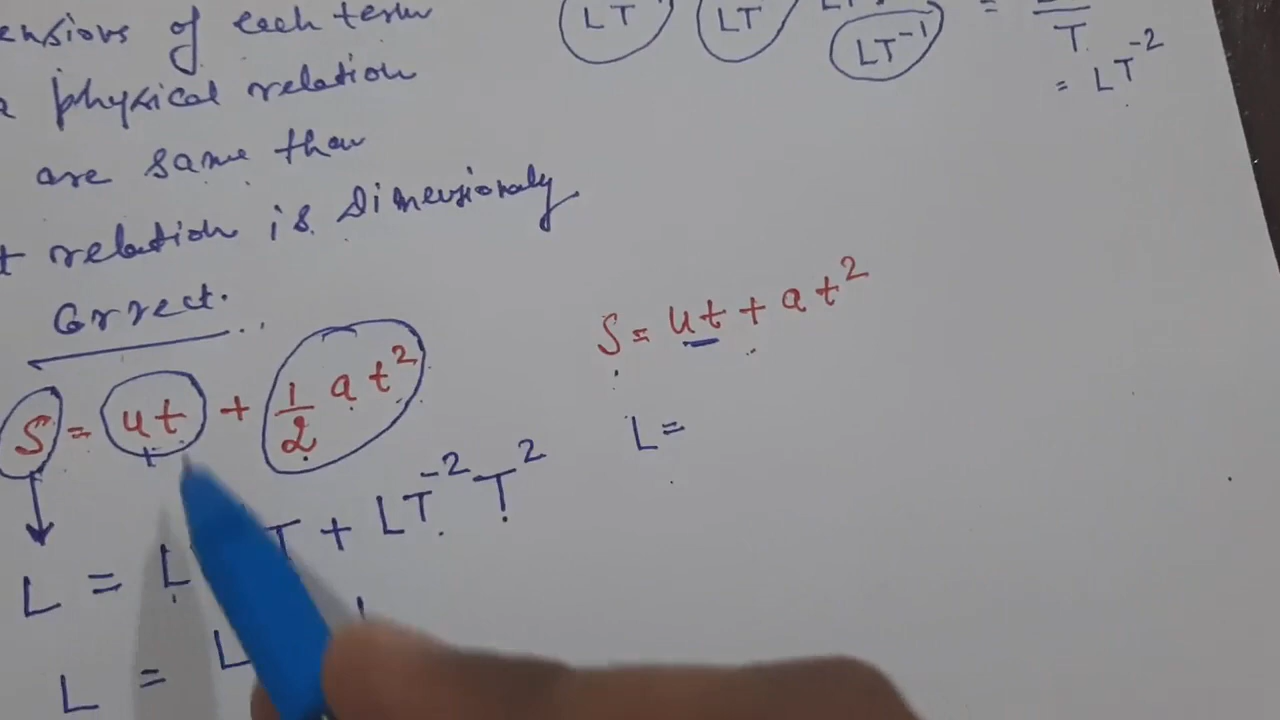 of each term
physical relation
are same then
relation is Dimensionaly
Correct.
S = ut + 1/2 at²
L = L T + LT⁻² T²
L = L
LT LT LT⁻¹ =
T
= LT⁻²
S = ut + at²
L =